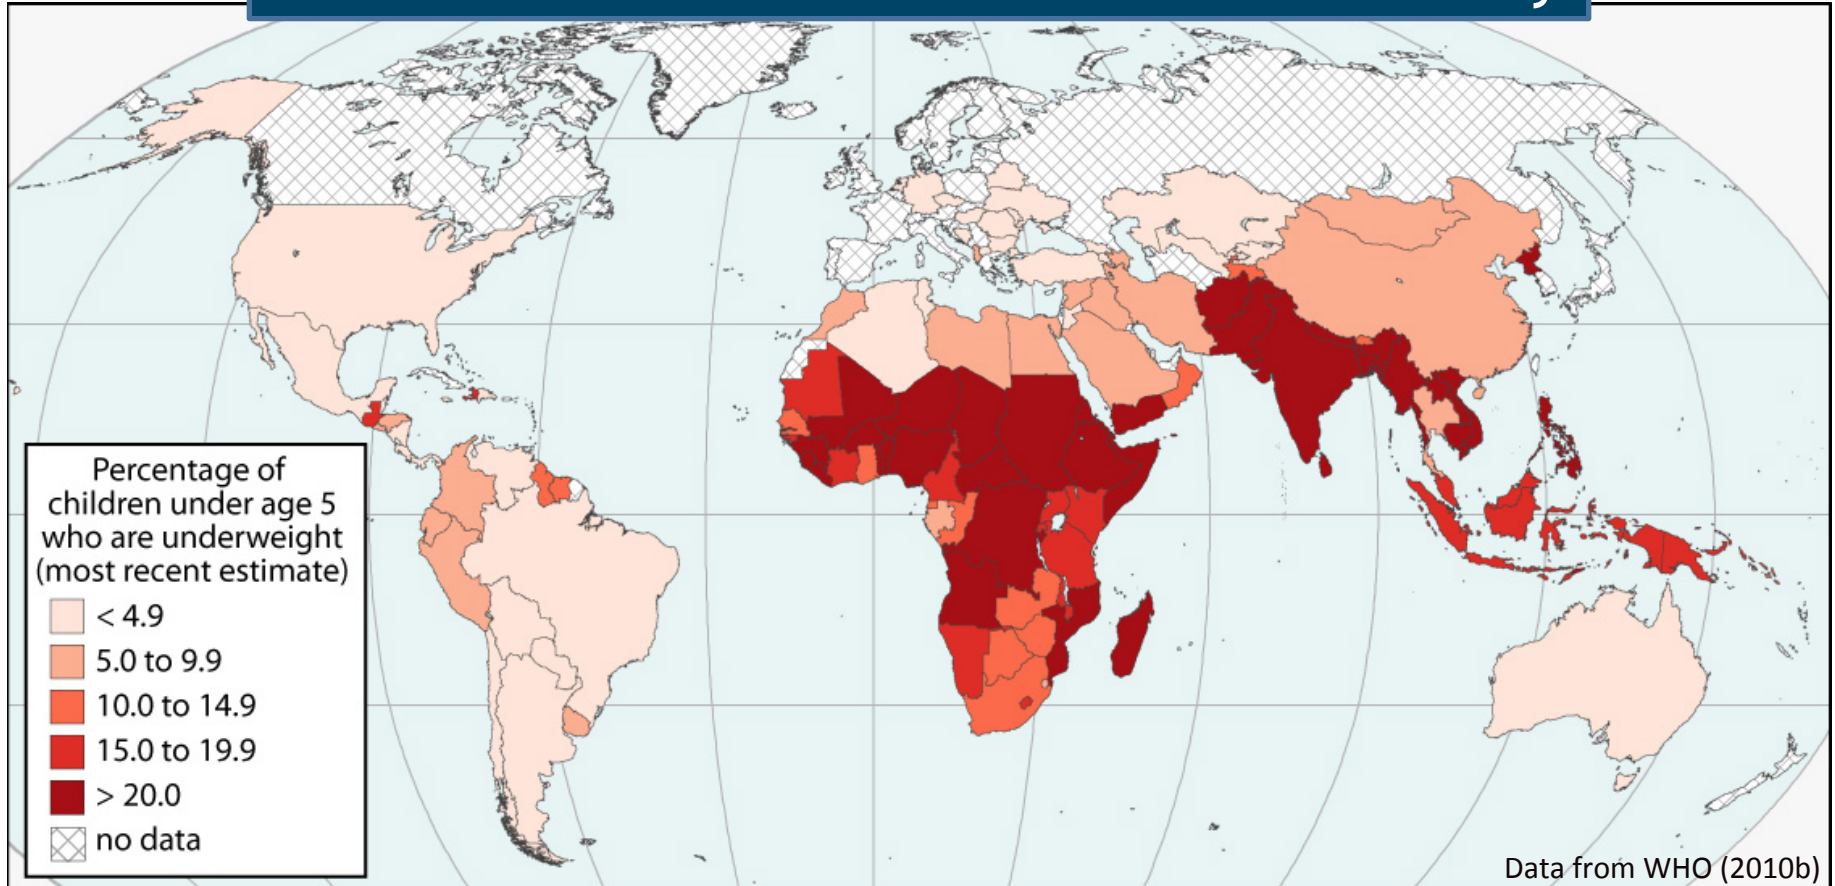 Percentage of
children under age 5
who are underweight
(most recent estimate)
< 4.9
5.0 to 9.9
10.0 to 14.9
15.0 to 19.9
> 20.0
no data
Data from WHO (2010b)